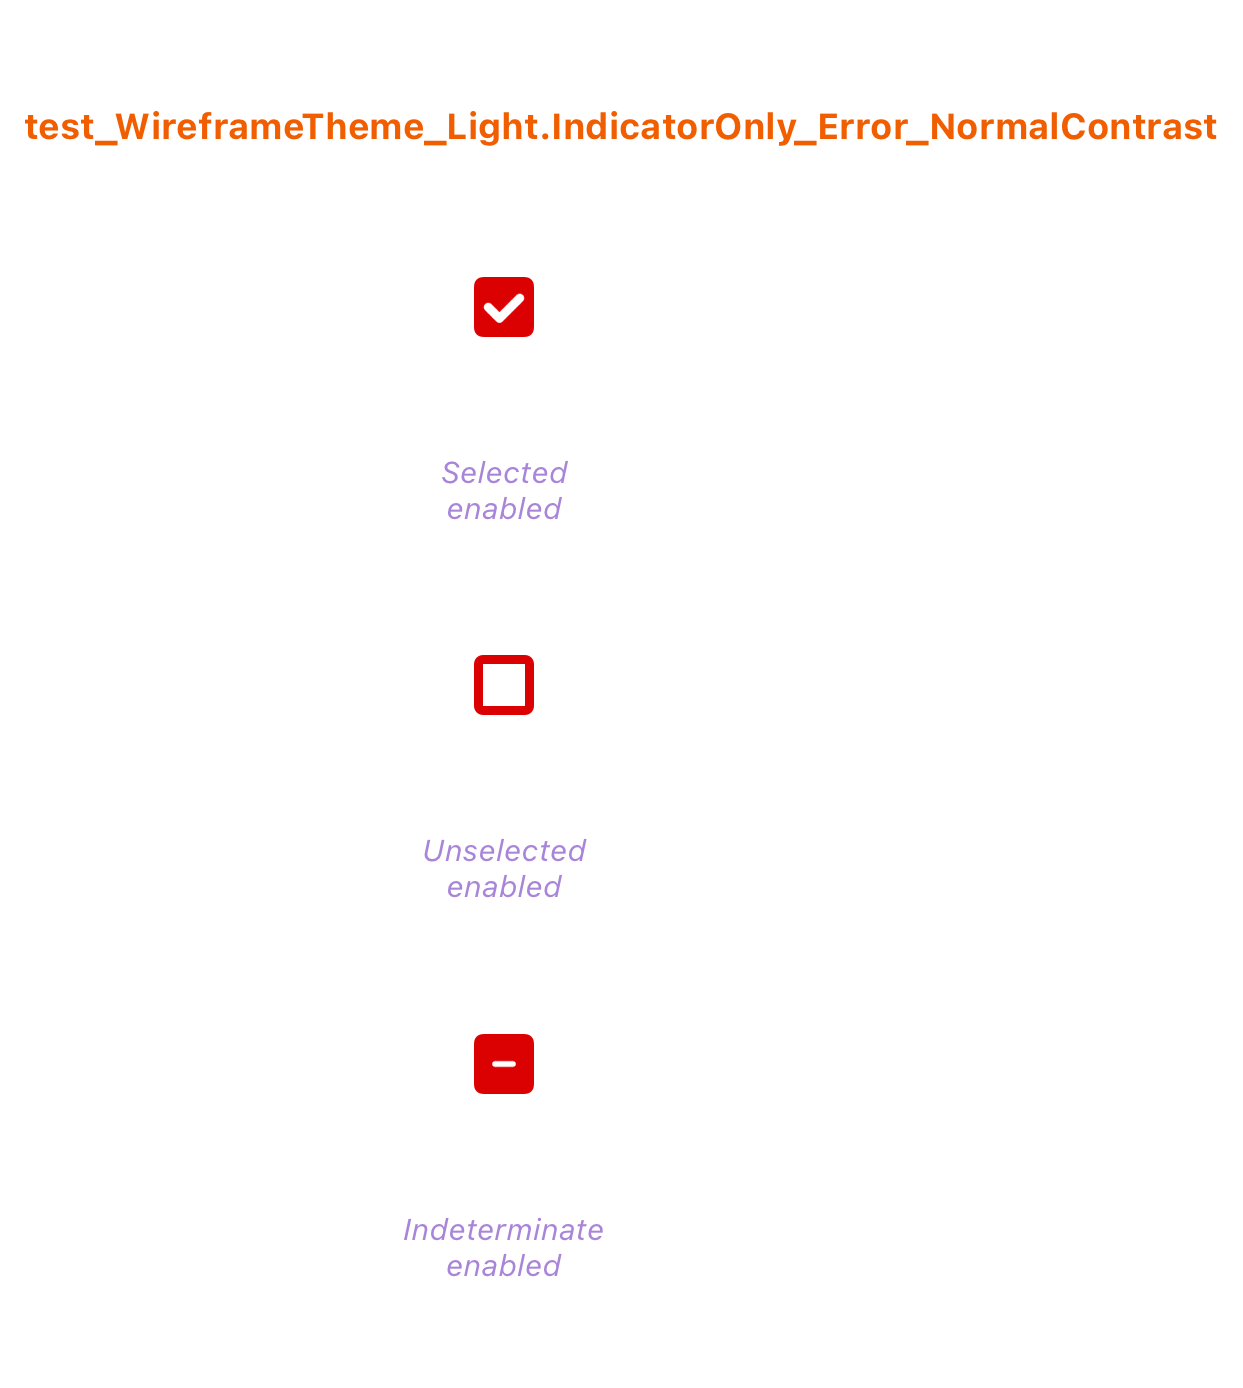 test_WireframeTheme_Light.IndicatorOnly_Error_NormalContrast
Selected
enabled
Unselected
enabled
Indeterminate
enabled